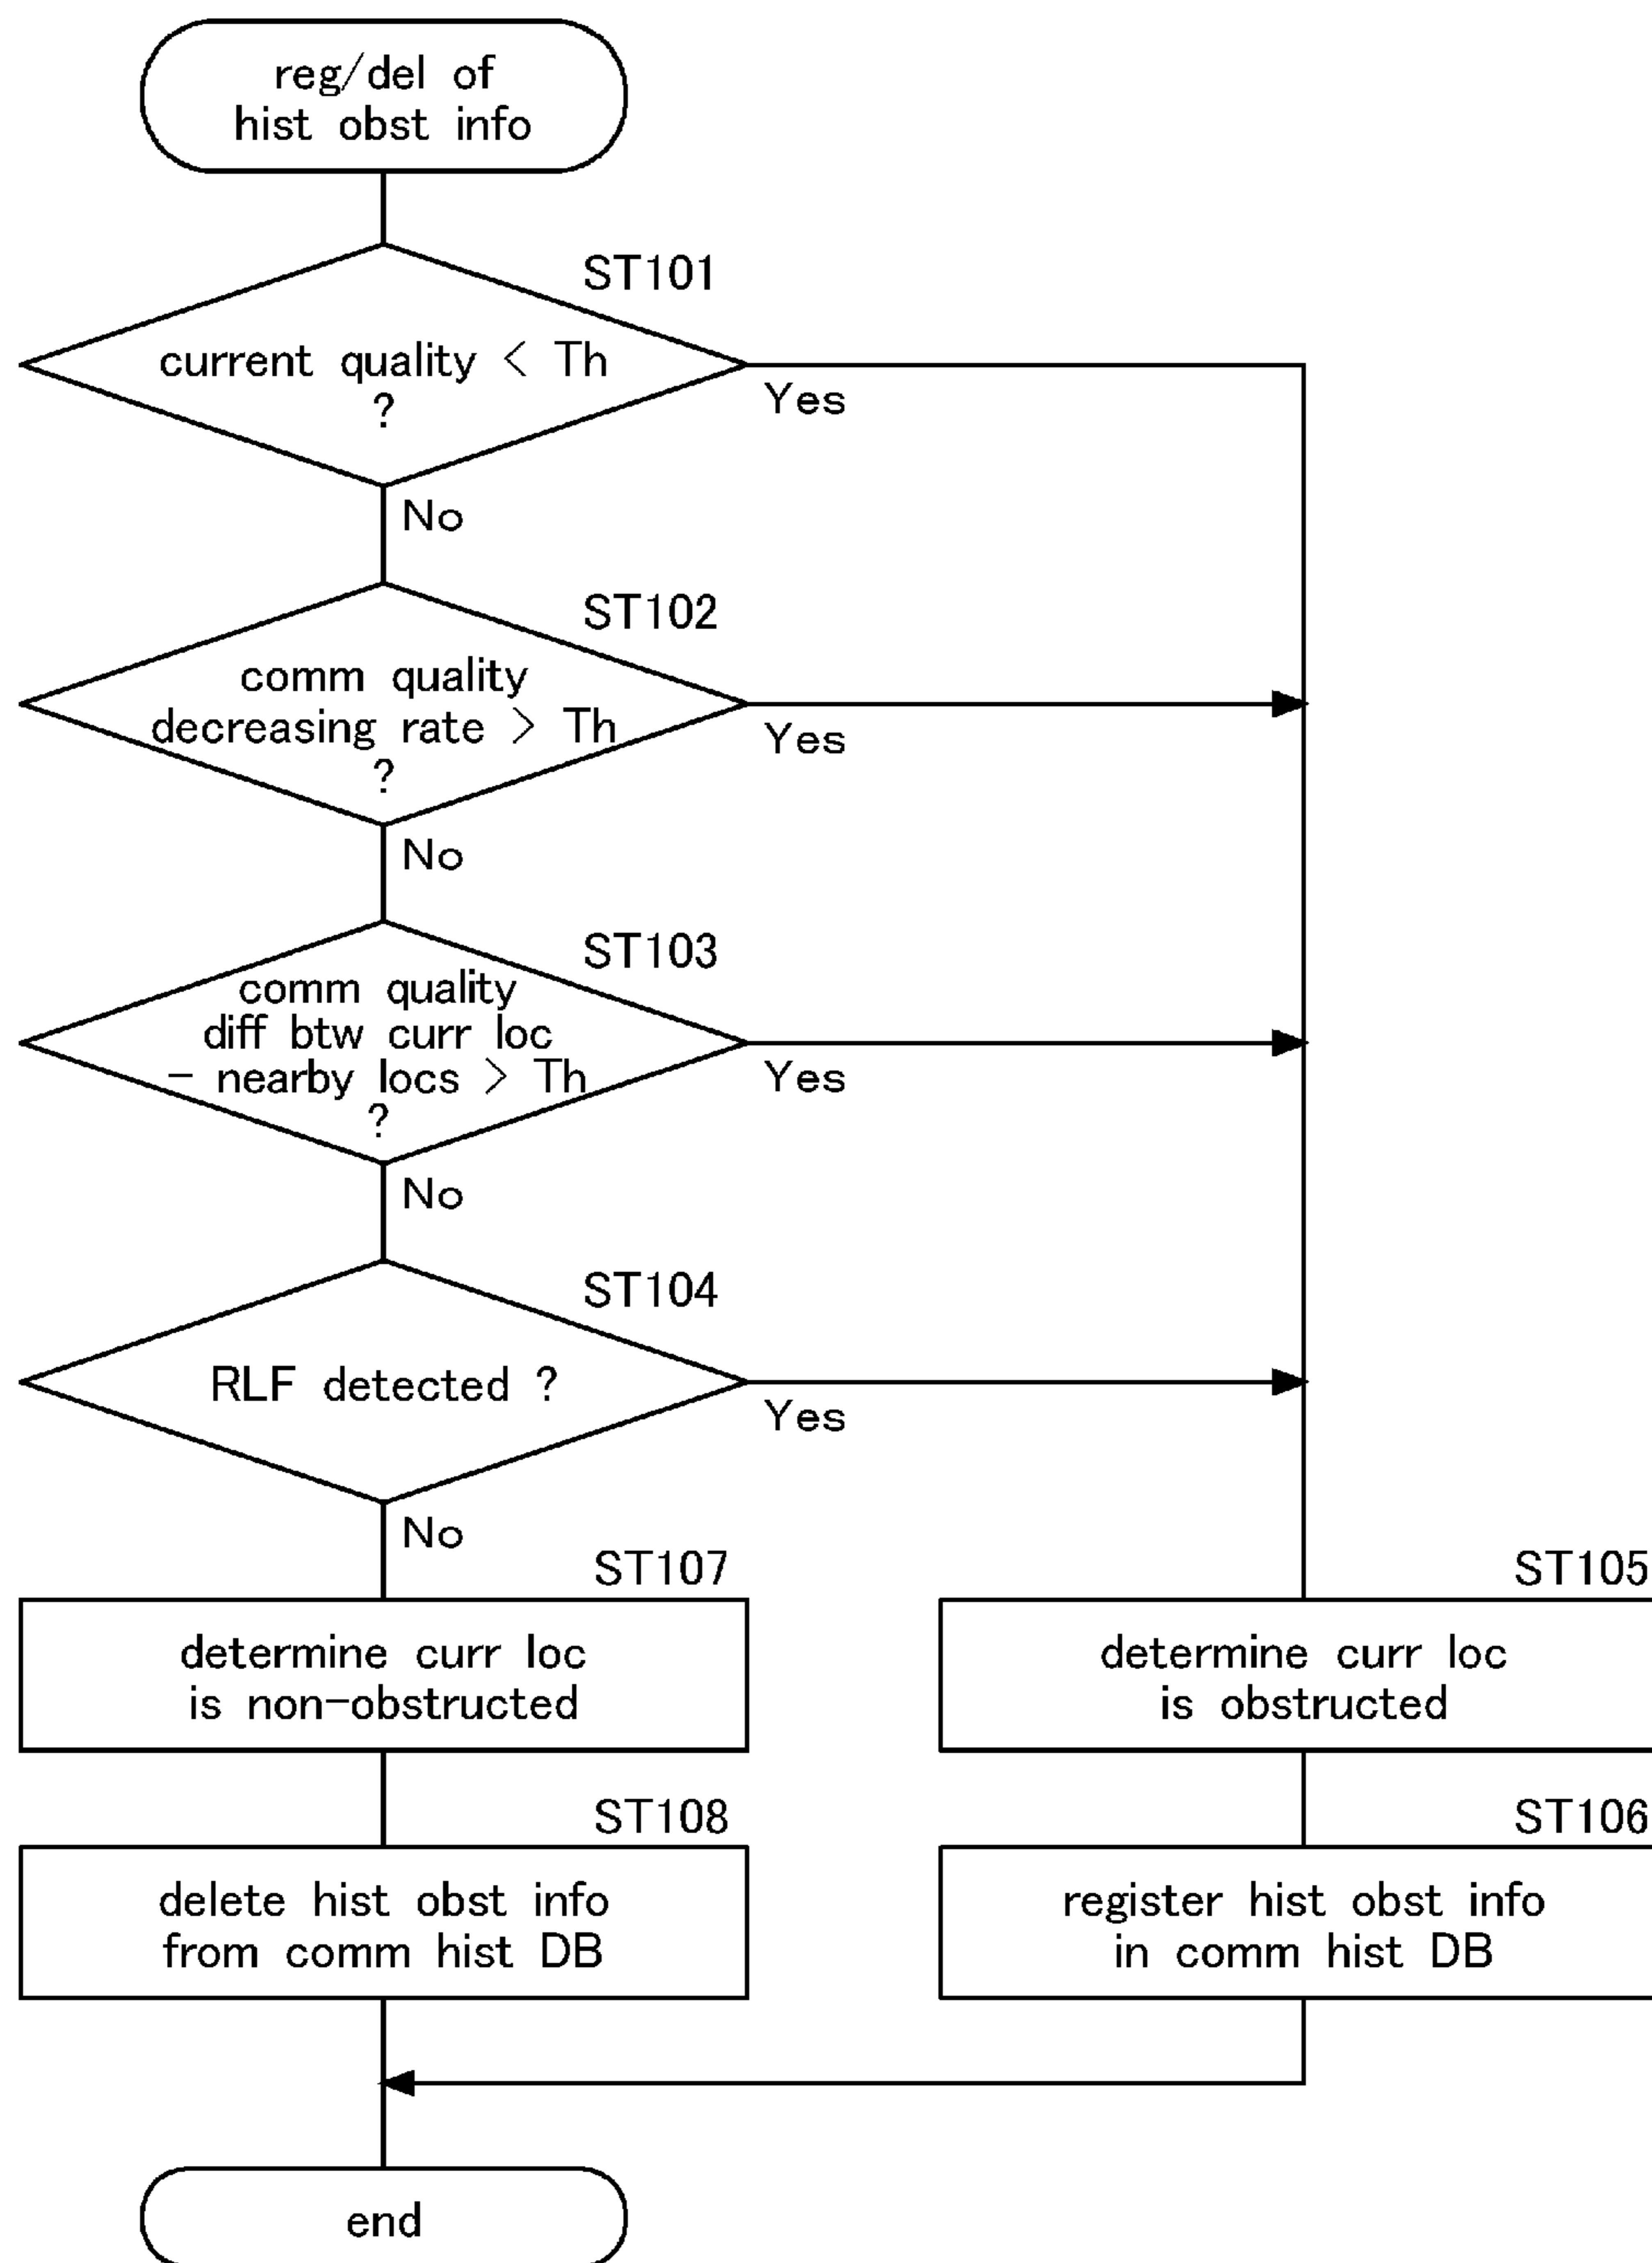 reg/del of
hist obst info
ST101
current quality < Th
?
Yes
No
ST102
comm quality
decreasing rate > Th
?
Yes
No
ST103
comm quality
diff btw curr loc
- nearby locs > Th
?
Yes
No
ST104
RLF detected ?
Yes
No
ST107
determine curr loc
is non-obstructed
ST105
determine curr loc
is obstructed
ST108
delete hist obst info
from comm hist DB
ST106
register hist obst info
in comm hist DB
end